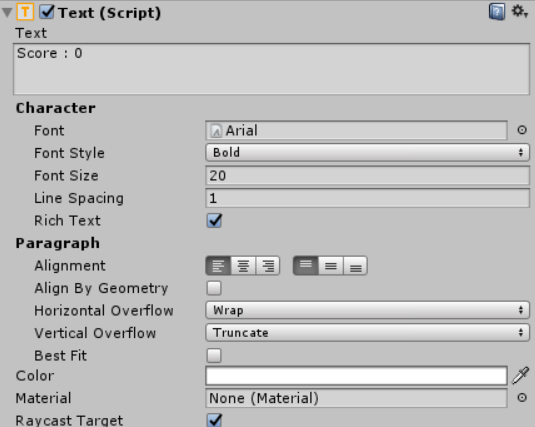 Text (Script)
Text
Score : 0
Character
Font Arial
Font Style Bold
Font Size 20
Line Spacing 1
Rich Text
Paragraph
Alignment
Align By Geometry
Horizontal Overflow Wrap
Vertical Overflow Truncate
Best Fit
Color
Material None (Material)
Raycast Target